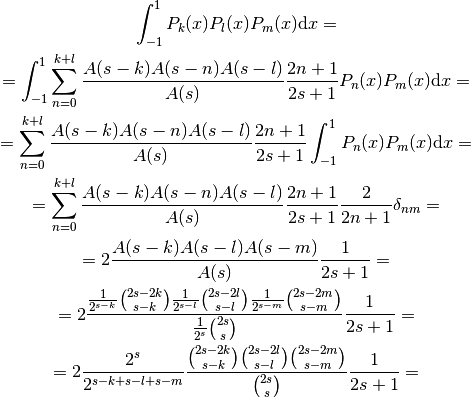 \int_{-1}^{1} P_k(x)P_l(x)P_m(x)\mathrm{d}x =
= \int_{-1}^{1} \sum_{n=0}^{k+l} \frac{A(s-k)A(s-n)A(s-l)}{A(s)} \frac{2n+1}{2s+1} P_n(x)P_m(x)\mathrm{d}x =
= \sum_{n=0}^{k+l} \frac{A(s-k)A(s-n)A(s-l)}{A(s)} \frac{2n+1}{2s+1} \int_{-1}^{1} P_n(x)P_m(x)\mathrm{d}x =
= \sum_{n=0}^{k+l} \frac{A(s-k)A(s-n)A(s-l)}{A(s)} \frac{2n+1}{2s+1} \frac{2}{2n+1} \delta_{nm} =
= 2 \frac{A(s-k)A(s-l)A(s-m)}{A(s)} \frac{1}{2s+1} =
= 2 \frac{\frac{1}{2^{s-k}} \binom{2s-2k}{s-k} \frac{1}{2^{s-l}} \binom{2s-2l}{s-l} \frac{1}{2^{s-m}} \binom{2s-2m}{s-m}}{\frac{1}{2^s} \binom{2s}{s}} \frac{1}{2s+1} =
= 2 \frac{2^s}{2^{s-k+s-l+s-m}} \frac{\binom{2s-2k}{s-k} \binom{2s-2l}{s-l} \binom{2s-2m}{s-m}}{\binom{2s}{s}} \frac{1}{2s+1} =